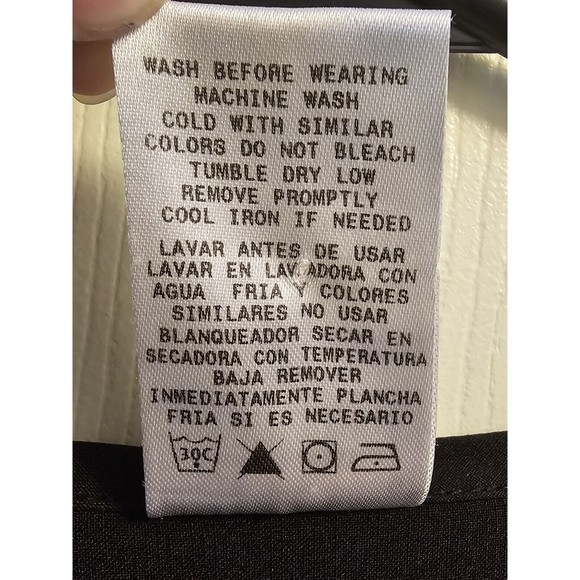 WASH BEFORE WEARING
MACHINE WASH
COLD WITH SIMILAR
COLORS DO NOT BLEACH
TUMBLE DRY LOW
REMOVE PROMPTLY
COOL IRON IF NEEDED
LAVAR ANTES DE USAR
LAVAR EN LAVADORA CON
AGUA FRIA Y COLORES
SIMILARES NO USAR
BLANQUEADOR SECAR EN
SECADORA CON TEMPERATURA
BAJA REMOVER
INMEDIATAMENTE PLANCHA
FRIA SI ES NECESARIO
30C